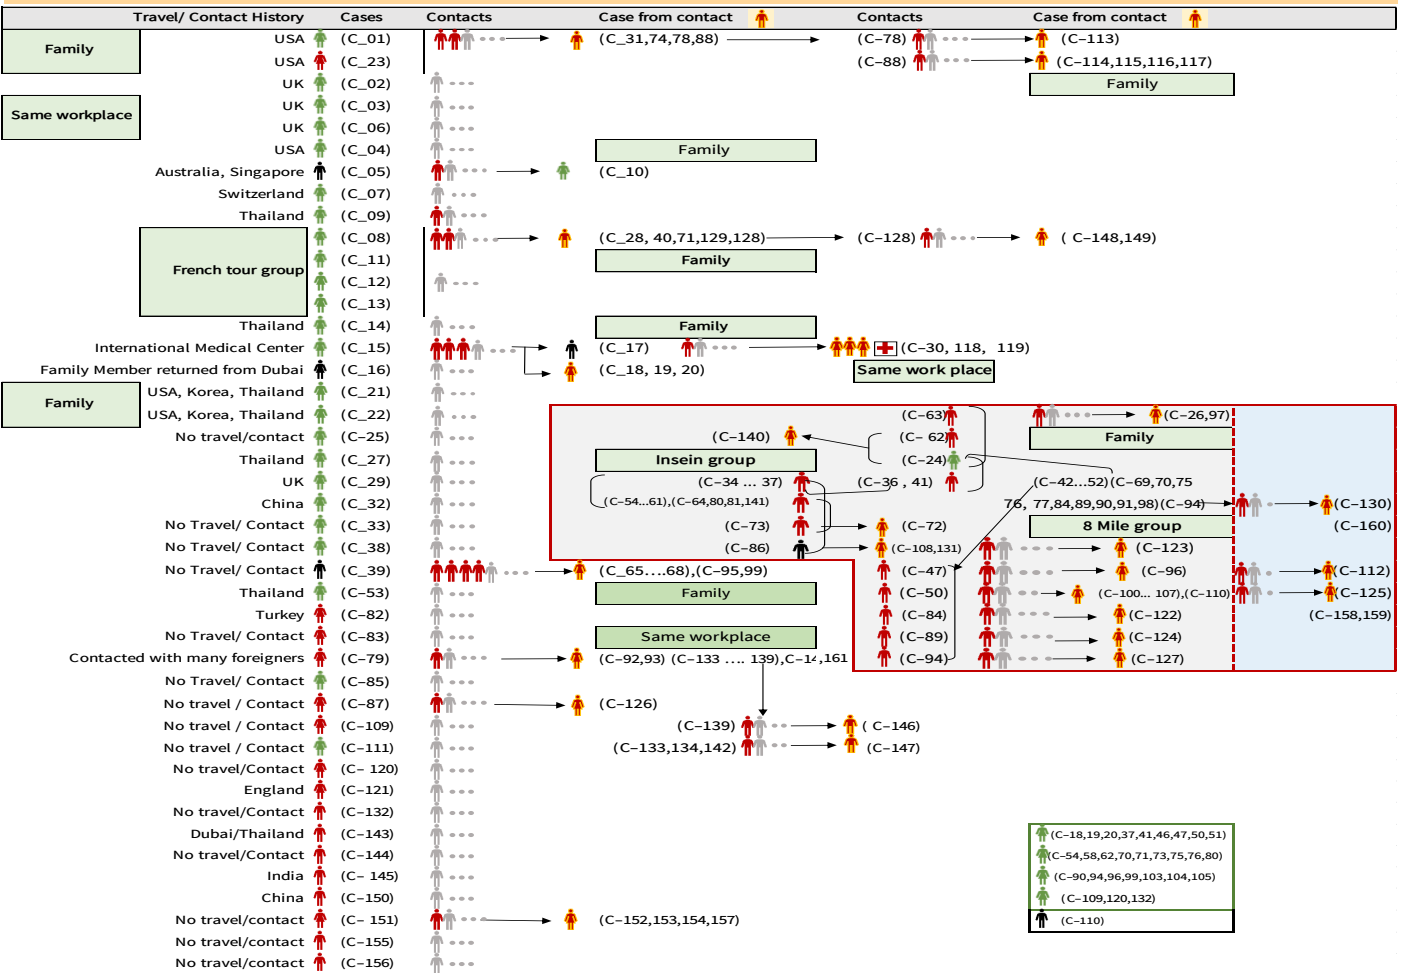 Travel/ Contact History Cases Contacts Case from contact Contacts Case from contact
Family
USA (C_01) (C_31,74,78,88) (C–78) (C–113)
USA (C_23) (C–88) (C–114,115,116,117)
UK (C_02) Family
Same workplace
UK (C_03)
UK (C_06)
USA (C_04) Family
Australia, Singapore (C_05) (C_10)
Switzerland (C_07)
Thailand (C_09)
French tour group
(C_08) (C_28, 40,71,129,128) (C–128) ( C–148,149)
(C_11) Family
(C_12)
(C_13)
Thailand (C_14) Family
International Medical Center (C_15) (C_17) (C–30, 118, 119)
Family Member returned from Dubai (C_16) (C_18, 19, 20) Same work place
Family
USA, Korea, Thailand (C_21)
USA, Korea, Thailand (C_22) (C–63) (C–26,97)
No travel/contact (C–25) (C–140) (C– 62) Family
Thailand (C_27) Insein group (C–24)
UK (C_29) (C–34 ... 37) (C–36 , 41) (C–42...52)(C–69,70,75
China (C_32) (C–54...61),(C–64,80,81,141) 76, 77,84,89,90,91,98)(C–94) (C–130)
No Travel/ Contact (C_33) (C–73) (C–72) 8 Mile group (C–160)
No Travel/ Contact (C_38) (C–86) (C–108,131) (C–123)
No Travel/ Contact (C_39) (C_65....68),(C–95,99) (C–47) (C–96) (C–112)
Thailand (C–53) Family (C–50) (C–100... 107),(C–110) (C–125)
Turkey (C–82) (C–84) (C–122) (C–158,159)
No Travel/ Contact (C–83) Same workplace (C–89) (C–124)
Contacted with many foreigners (C–79) (C–92,93) (C–133 .... 139),C–14,161 (C–94) (C–127)
No Travel/ Contact (C–85)
No travel / Contact (C–87) (C–126)
No travel / Contact (C–109) (C–139) ( C–146)
No travel / Contact (C–111) (C–133,134,142) (C–147)
No travel/Contact (C– 120)
England (C–121)
No travel/Contact (C–132)
Dubai/Thailand (C–143) (C–18,19,20,37,41,46,47,50,51)
No travel/Contact (C–144) (C–54,58,62,70,71,73,75,76,80)
India (C– 145) (C–90,94,96,99,103,104,105)
China (C–150) (C–109,120,132)
No travel/contact (C– 151) (C–152,153,154,157) (C–110)
No travel/contact (C–155)
No travel/contact (C–156)